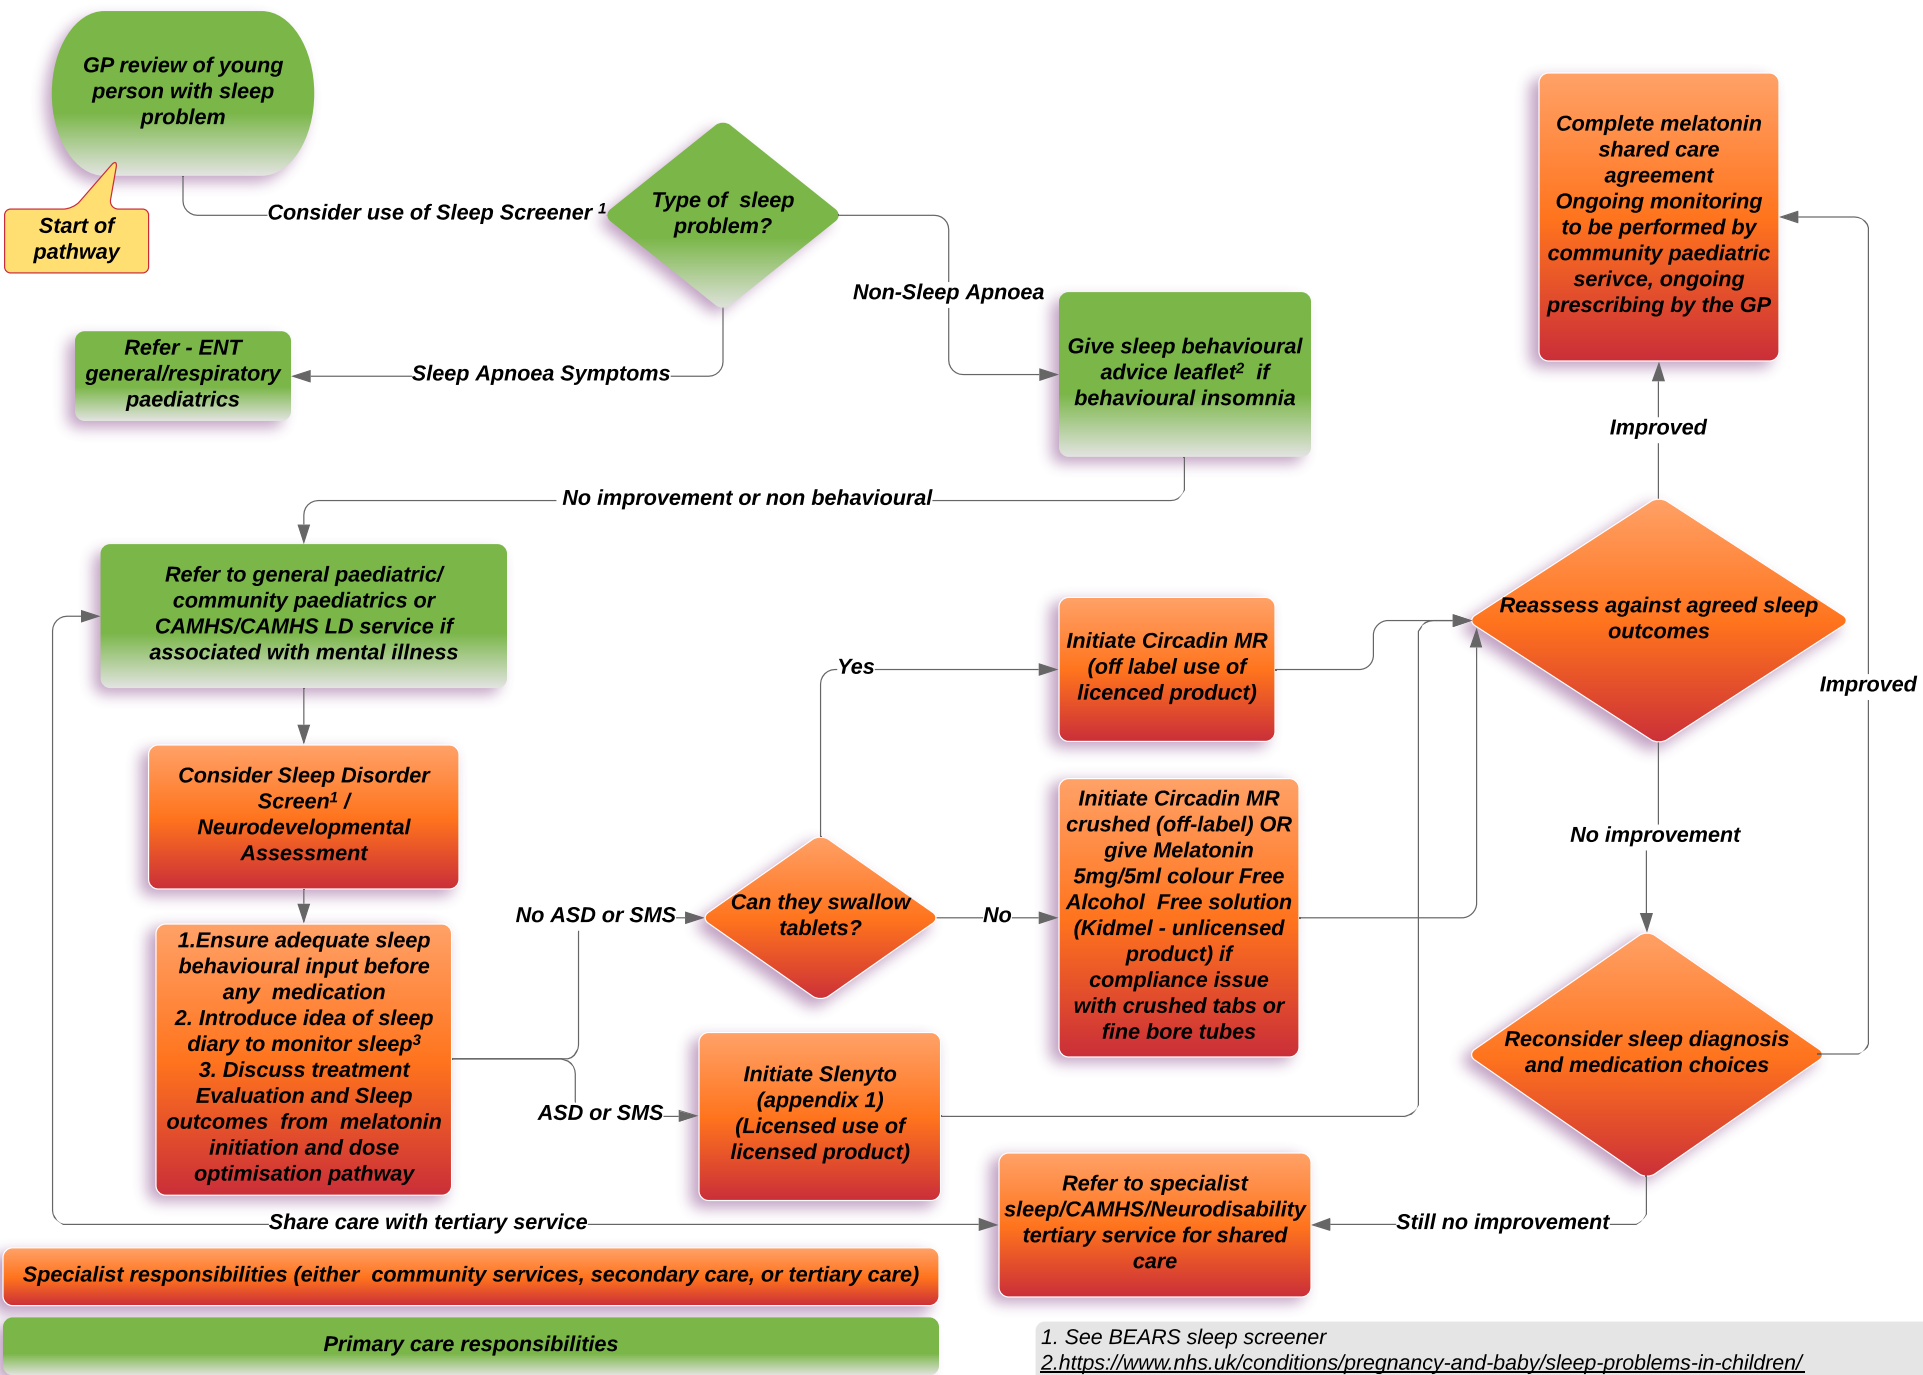 GP review of young
person with sleep
problem
Start of
pathway
Consider use of Sleep Screener 1
Type of sleep
problem?
Non-Sleep Apnoea
Sleep Apnoea Symptoms
Refer - ENT
general/respiratory
paediatrics
Give sleep behavioural
advice leaflet2 if
behavioural insomnia
No improvement or non behavioural
Refer to general paediatric/
community paediatrics or
CAMHS/CAMHS LD service if
associated with mental illness
Consider Sleep Disorder
Screen1 /
Neurodevelopmental
Assessment
1.Ensure adequate sleep
behavioural input before
any medication
2. Introduce idea of sleep
diary to monitor sleep3
3. Discuss treatment
Evaluation and Sleep
outcomes from melatonin
initiation and dose
optimisation pathway
No ASD or SMS
ASD or SMS
Can they swallow
tablets?
Yes
No
Initiate Circadin MR
(off label use of
licenced product)
Initiate Circadin MR
crushed (off-label) OR
give Melatonin
5mg/5ml colour Free
Alcohol Free solution
(Kidmel - unlicensed
product) if
compliance issue
with crushed tabs or
fine bore tubes
Initiate Slenyto
(appendix 1)
(Licensed use of
licensed product)
Reassess against agreed sleep
outcomes
Improved
Complete melatonin
shared care
agreement
Ongoing monitoring
to be performed by
community paediatric
serivce, ongoing
prescribing by the GP
No improvement
Reconsider sleep diagnosis
and medication choices
Improved
Still no improvement
Refer to specialist
sleep/CAMHS/Neurodisability
tertiary service for shared
care
Share care with tertiary service
Specialist responsibilities (either community services, secondary care, or tertiary care)
Primary care responsibilities
1. See BEARS sleep screener
2.https://www.nhs.uk/conditions/pregnancy-and-baby/sleep-problems-in-children/